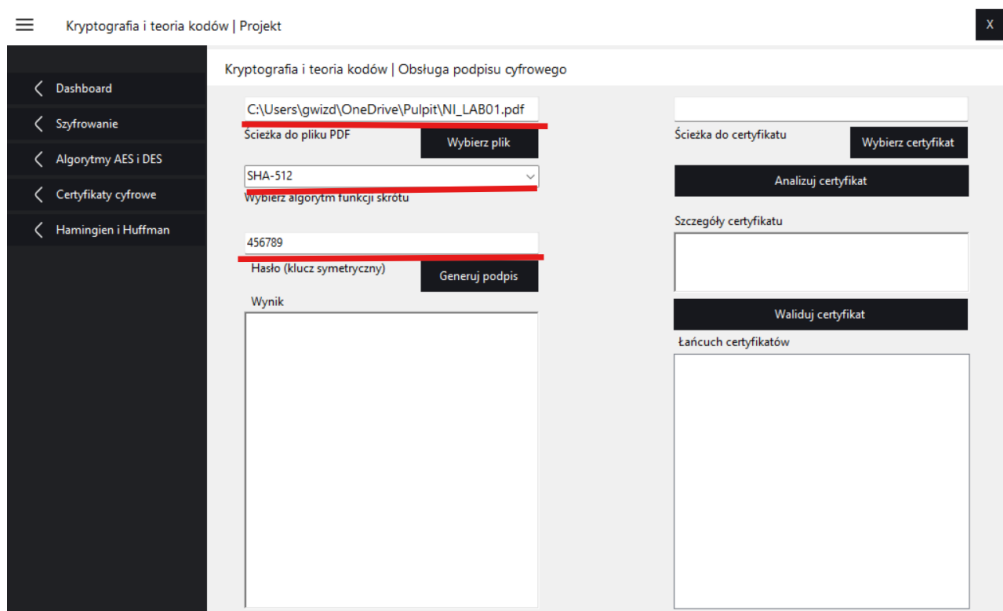 Kryptografia i teoria kodów | Projekt
X
Dashboard
Szyfrowanie
Algorytmy AES i DES
Certyfikaty cyfrowe
Hamingien i Huffman
Kryptografia i teoria kodów | Obsługa podpisu cyfrowego
C:\Users\gwizd\OneDrive\Pulpit\NI_LAB01.pdf
Ścieżka do pliku PDF
Wybierz plik
SHA-512
Wybierz algorytm funkcji skrótu
456789
Hasło (klucz symetryczny)
Generuj podpis
Wynik
Ścieżka do certyfikatu
Wybierz certyfikat
Analizuj certyfikat
Szczegóły certyfikatu
Waliduj certyfikat
Łańcuch certyfikatów